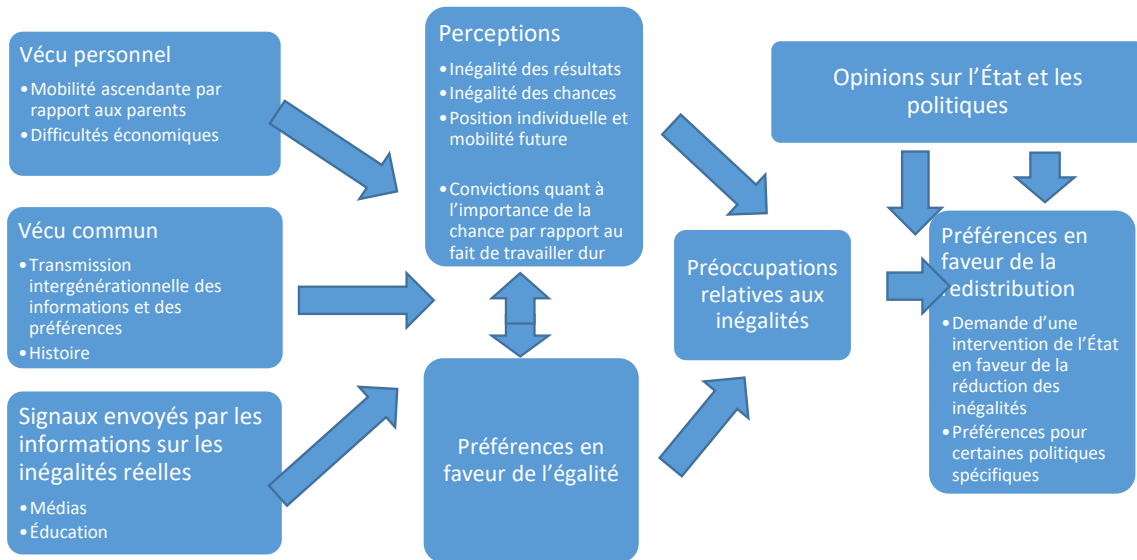 Vécu personnel
•Mobilité ascendante par
rapport aux parents
•Difficultés économiques
Vécu commun
•Transmission
intergénérationnelle des
informations et des
préférences
•Histoire
Signaux envoyés par les
informations sur les
inégalités réelles
•Médias
•Éducation
Perceptions
•Inégalité des résultats
•Inégalité des chances
•Position individuelle et
mobilité future
•Convictions quant à
l’importance de la
chance par rapport au
fait de travailler dur
Préférences en
faveur de l’égalité
Préoccupations
relatives aux
inégalités
Opinions sur l’État et les
politiques
Préférences en
faveur de la
redistribution
•Demande d’une
intervention de l’État
en faveur de la
réduction des
inégalités
•Préférences pour
certaines politiques
spécifiques